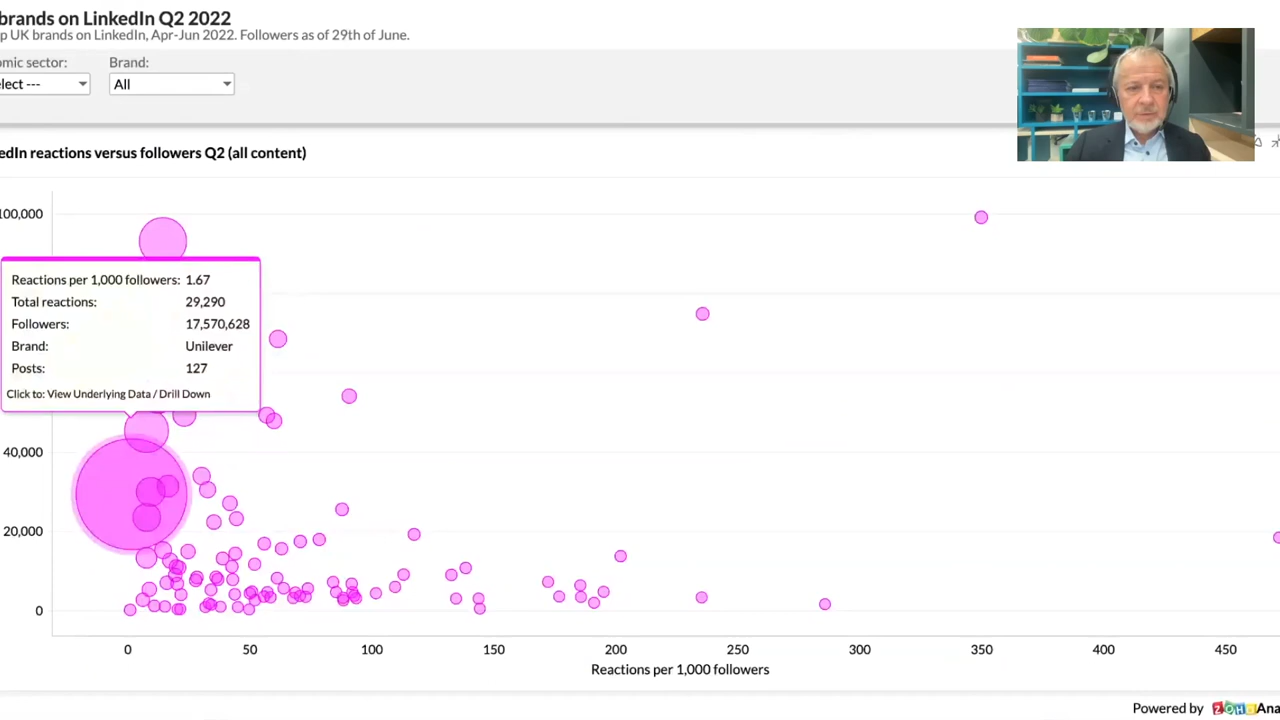 brands on LinkedIn Q2 2022
p UK brands on LinkedIn, Apr-Jun 2022. Followers as of 29th of June.
omic sector:
Brand:
lect ---
All
edIn reactions versus followers Q2 (all content)
100,000
Reactions per 1,000 followers: 1.67
Total reactions: 29,290
Followers: 17,570,628
Brand: Unilever
Posts: 127
Click to: View Underlying Data / Drill Down
40,000
20,000
0
0 50 100 150 200 250 300 350 400 450
Reactions per 1,000 followers
Powered by ZOHO Ana